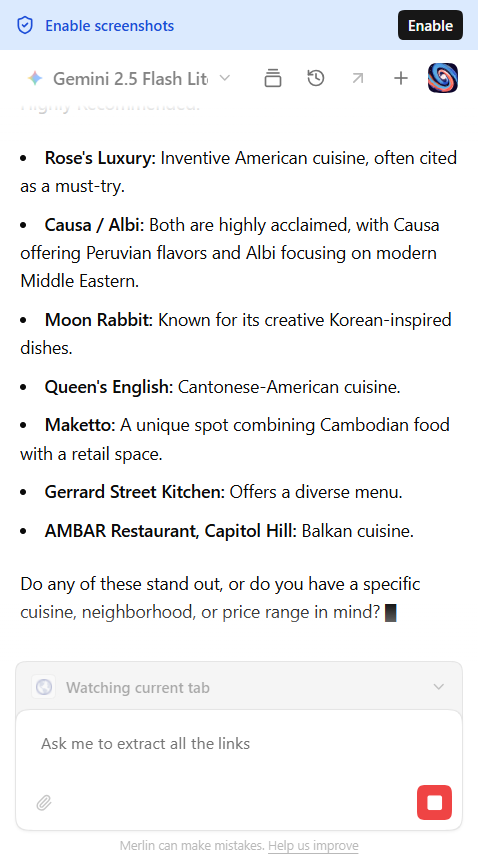 Enable screenshots
Enable
Gemini 2.5 Flash Lite
Highly Recommended:
• Rose's Luxury: Inventive American cuisine, often cited
as a must-try.
• Causa / Albi: Both are highly acclaimed, with Causa
offering Peruvian flavors and Albi focusing on modern
Middle Eastern.
• Moon Rabbit: Known for its creative Korean-inspired
dishes.
• Queen's English: Cantonese-American cuisine.
• Maketto: A unique spot combining Cambodian food
with a retail space.
• Gerrard Street Kitchen: Offers a diverse menu.
• AMBAR Restaurant, Capitol Hill: Balkan cuisine.
Do any of these stand out, or do you have a specific
cuisine, neighborhood, or price range in mind?
Watching current tab
Ask me to extract all the links
Merlin can make mistakes. Help us improve